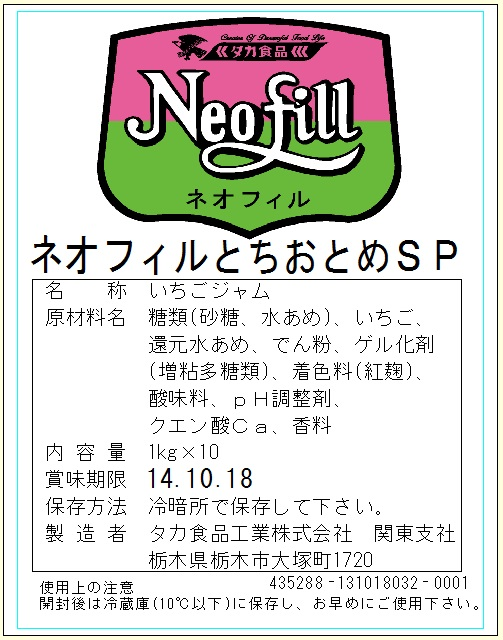 Creator Of Parsonful Food Life
タカ食品
Neofill
ネオフィル
ネオフィルとちおとめSP
名　　称　いちごジャム
原材料名　糖類(砂糖、水あめ)、いちご、
還元水あめ、でん粉、ゲル化剤
(増粘多糖類)、着色料(紅麹)、
酸味料、pH調整剤、
クエン酸Ca、香料
内 容 量　1kg×10
賞味期限　14.10.18
保存方法　冷暗所で保存して下さい。
製 造 者　タカ食品工業株式会社　関東支社
栃木県栃木市大塚町1720
使用上の注意　435288-131018032-0001
開封後は冷蔵庫(10℃以下)に保存し、お早めにご使用下さい。